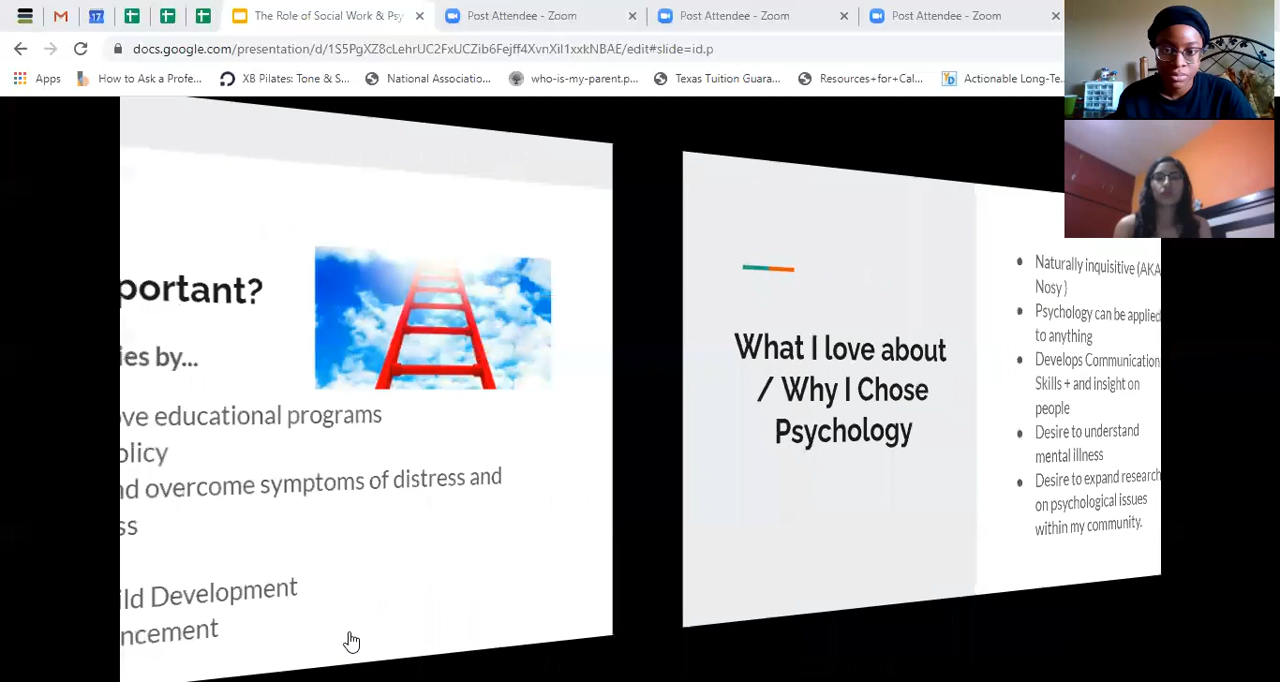 The Role of Social Work & Psy
Post Attendee - Zoom
Post Attendee - Zoom
Post Attendee - Zoom
docs.google.com/presentation/d/1S5PgXZ8cLehrUC2FxUCZib6Fejff4XvnXiI1xxkNBAE/edit#slide=id.p
Apps
How to Ask a Profe...
XB Pilates: Tone & S...
National Associatio...
who-is-my-parent.p...
Texas Tuition Guara...
Resources+for+Cal...
Actionable Long-Te
portant?
ies by...
ve educational programs
olicy
nd overcome symptoms of distress and
ss
ild Development
ncement
What I love about
/ Why I Chose
Psychology
Naturally inquisitive (AKA
Nosy )
Psychology can be applied
to anything
Develops Communication
Skills + and insight on
people
Desire to understand
mental illness
Desire to expand research
on psychological issues
within my community.